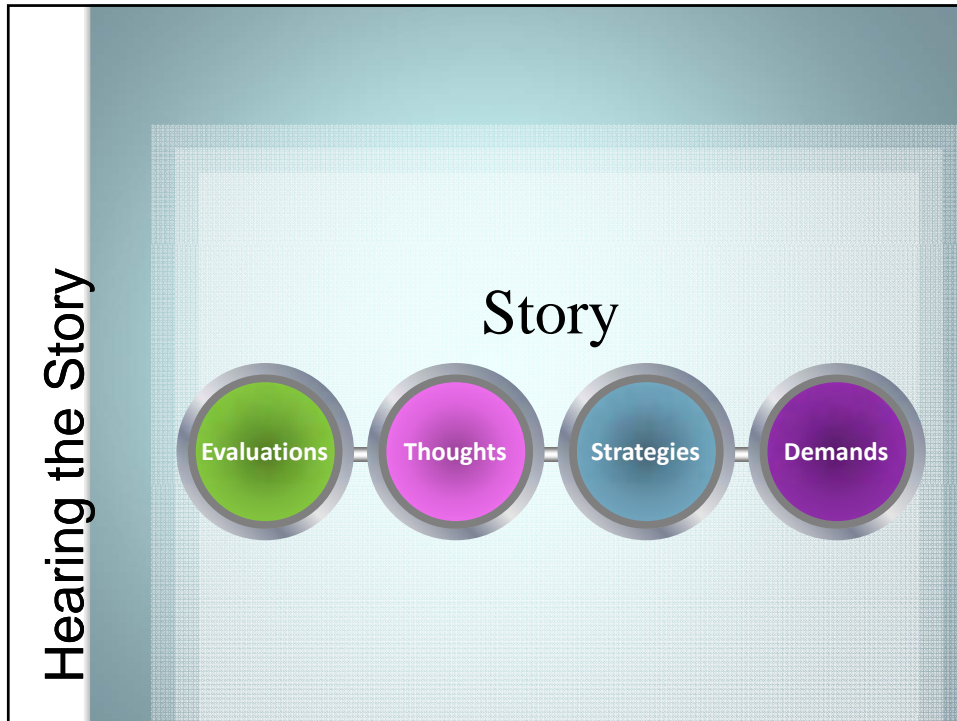 Hearing the Story
Story
Evaluations Thoughts Strategies Demands